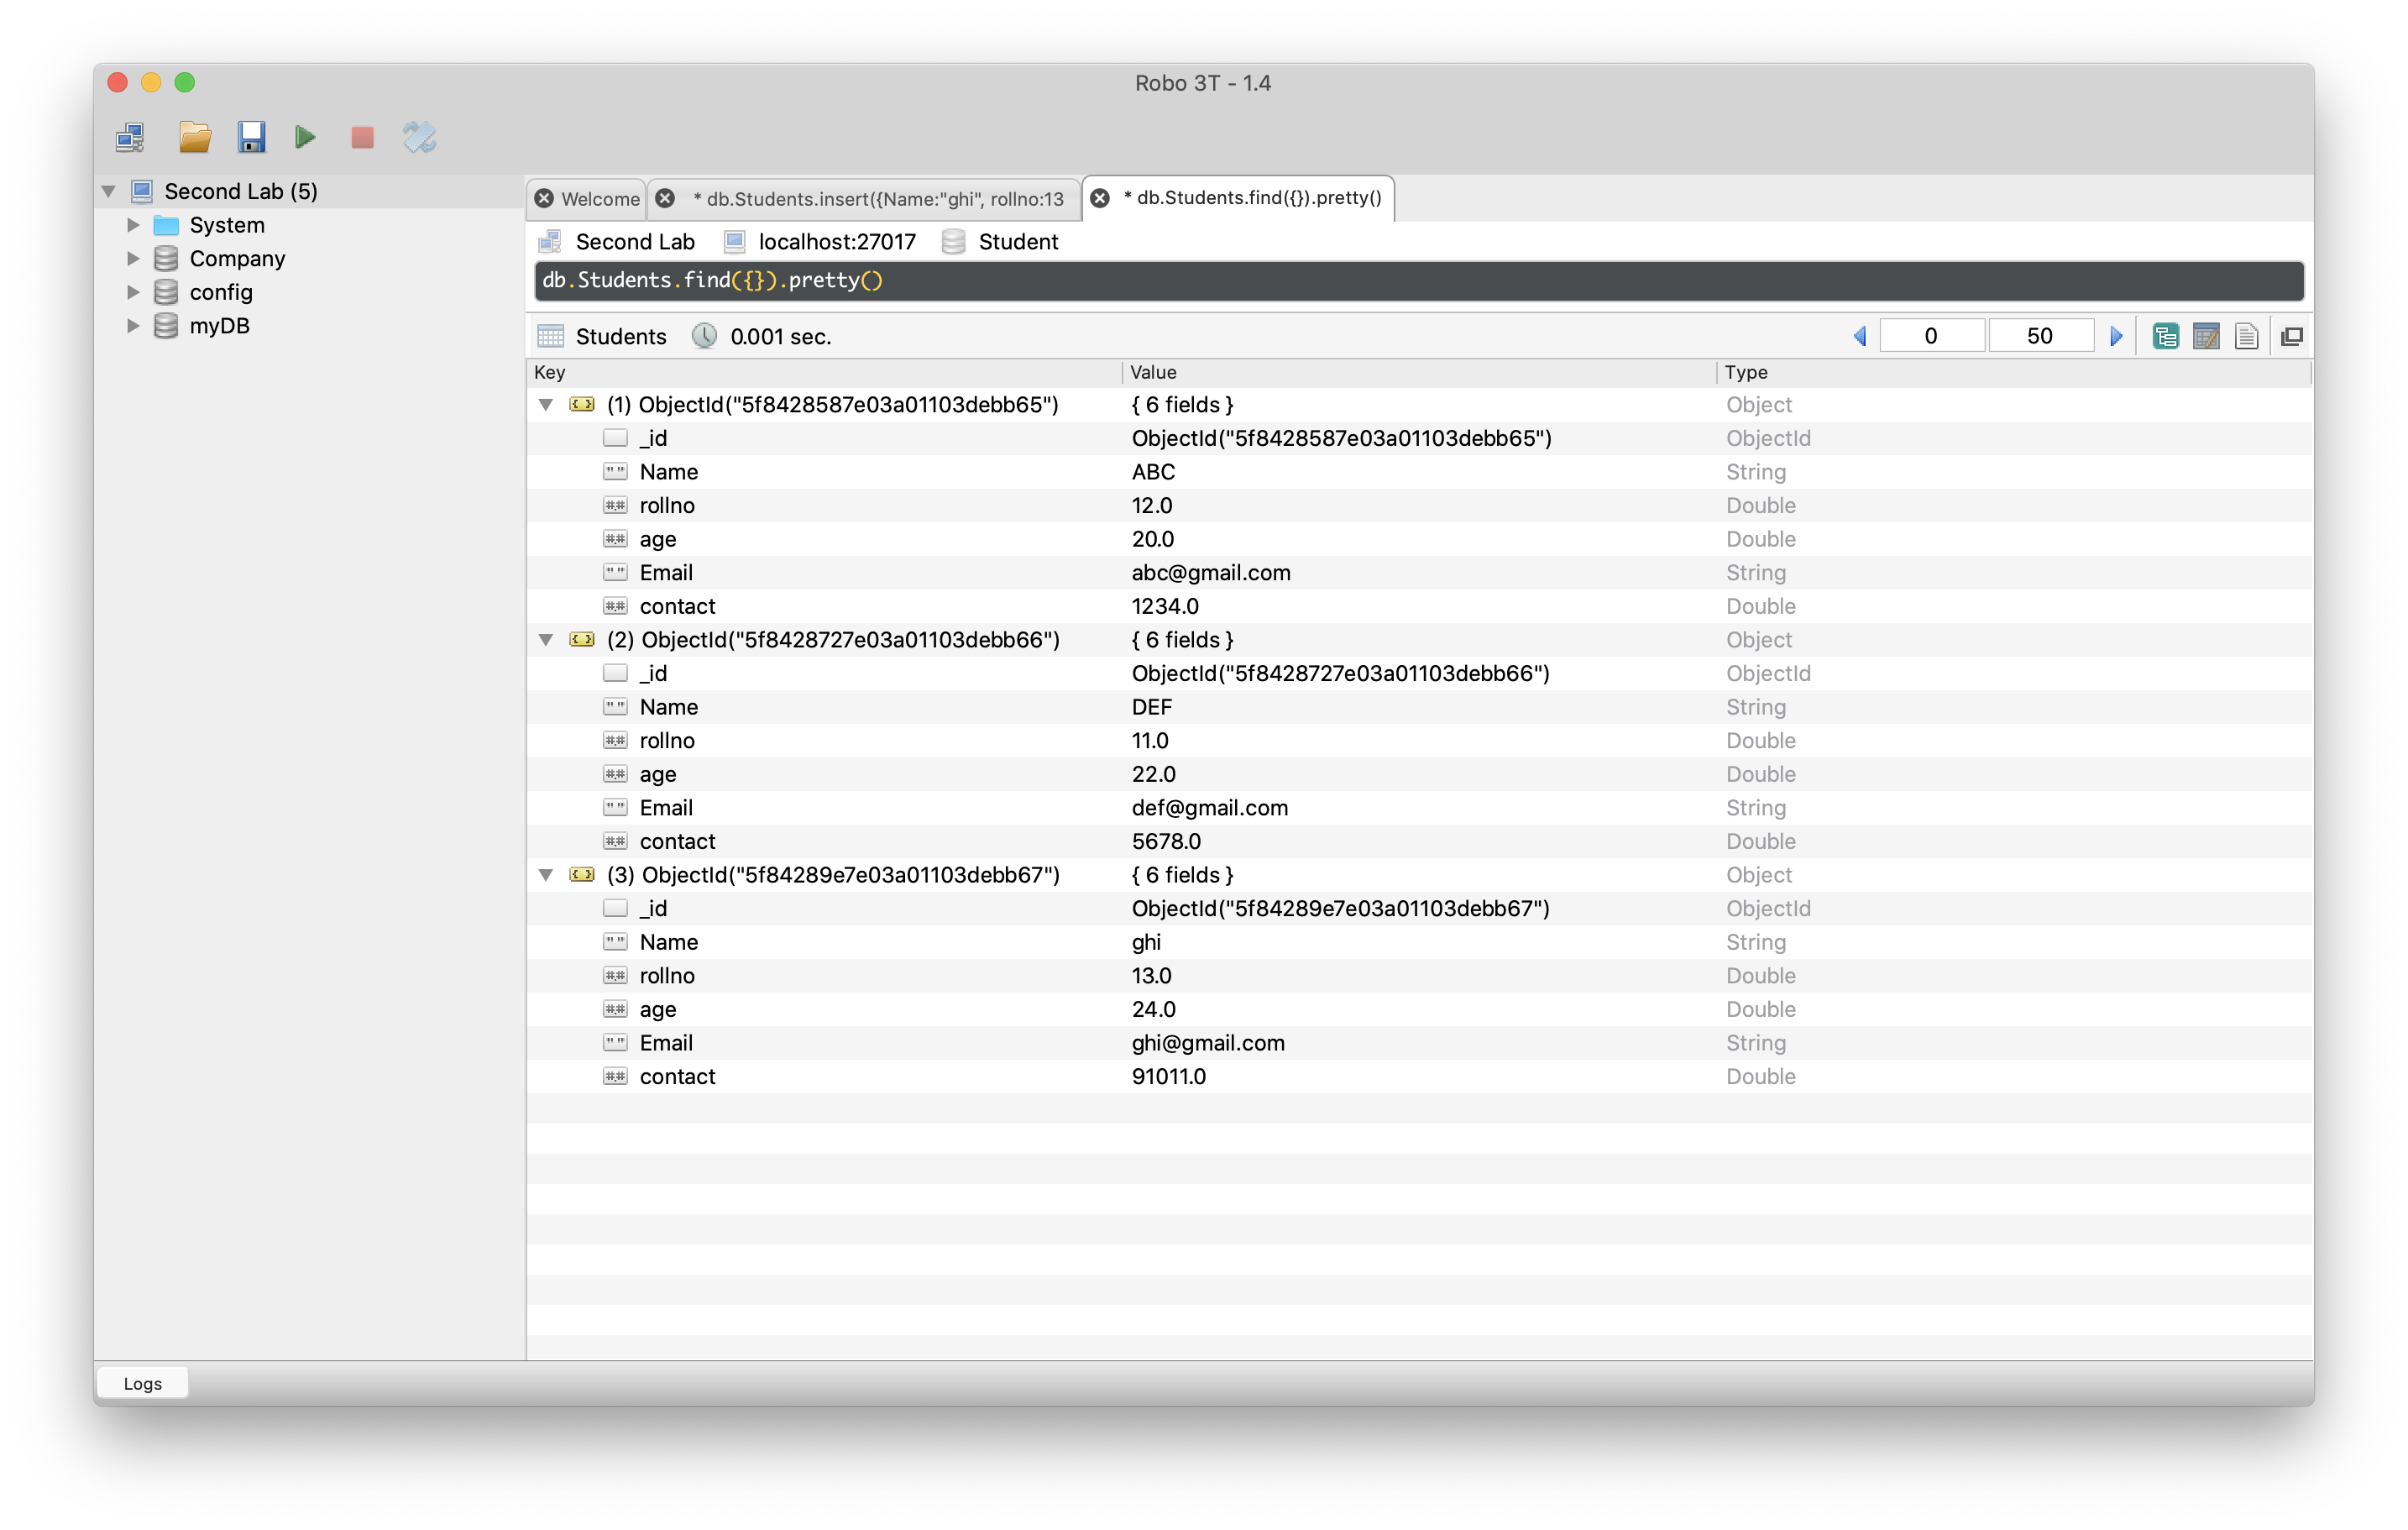 Robo 3T - 1.4
Second Lab (5)
System
Company
config
myDB
Welcome
* db.Students.insert({Name:"ghi", rollno:13
* db.Students.find({}).pretty()
Second Lab localhost:27017 Student
db.Students.find({}).pretty()
Students 0.001 sec. 0 50
Key Value Type
(1) ObjectId("5f8428587e03a01103debb65") { 6 fields } Object
_id ObjectId("5f8428587e03a01103debb65") ObjectId
Name ABC String
rollno 12.0 Double
age 20.0 Double
Email abc@gmail.com String
contact 1234.0 Double
(2) ObjectId("5f8428727e03a01103debb66") { 6 fields } Object
_id ObjectId("5f8428727e03a01103debb66") ObjectId
Name DEF String
rollno 11.0 Double
age 22.0 Double
Email def@gmail.com String
contact 5678.0 Double
(3) ObjectId("5f84289e7e03a01103debb67") { 6 fields } Object
_id ObjectId("5f84289e7e03a01103debb67") ObjectId
Name ghi String
rollno 13.0 Double
age 24.0 Double
Email ghi@gmail.com String
contact 91011.0 Double
Logs